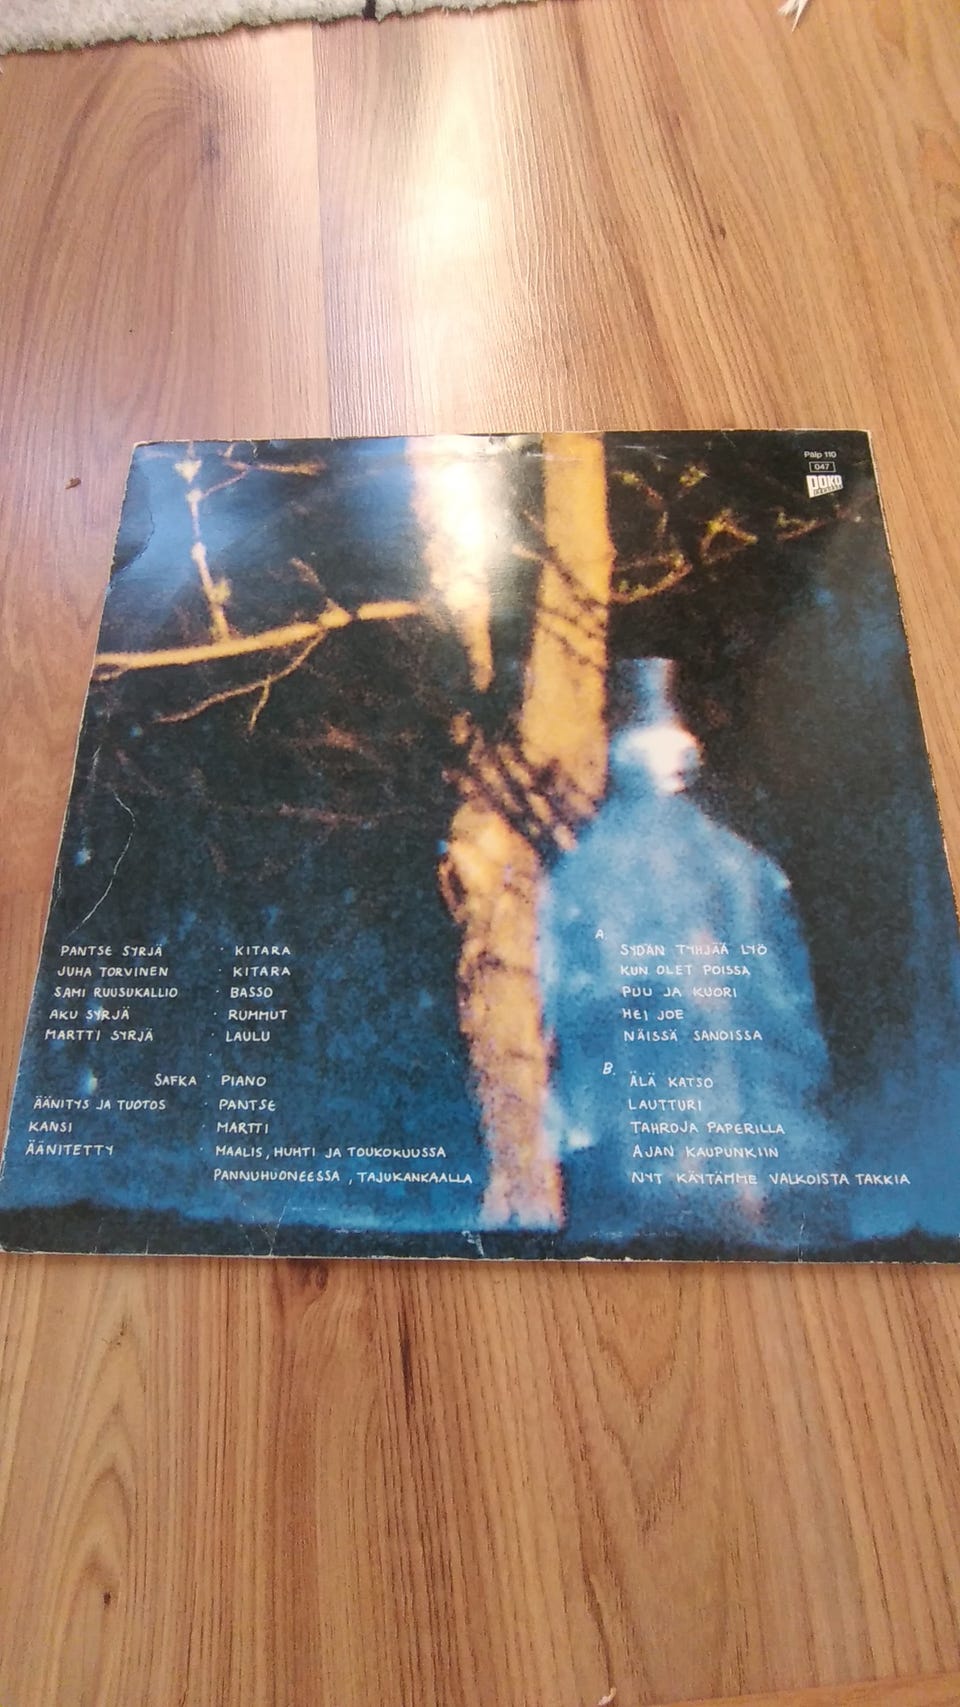 Pälp 110
047
POKO
PANTSE SYRJÄ · KITARA
JUHA TORVINEN · KITARA
SAMI RUUSUKALLIO · BASSO
AKU SYRJÄ · RUMMUT
MARTTI SYRJÄ · LAULU
SAFKA · PIANO
ÄÄNITYS JA TUOTOS · PANTSE
KANSI · MARTTI
ÄÄNITETTY · MAALIS, HUHTI JA TOUKOKUUSSA
PANNUHUONEESSA, TAJUKANKAALLA
A.
SYDÄN TYHJÄÄ LYÖ
KUN OLET POISSA
PUU JA KUORI
HEI JOE
NÄISSÄ SANOISSA
B.
ÄLÄ KATSO
LAUTTURI
TAHROJA PAPERILLA
AJAN KAUPUNKIIN
NYT KÄYTÄMME VALKOISTA TAKKIA